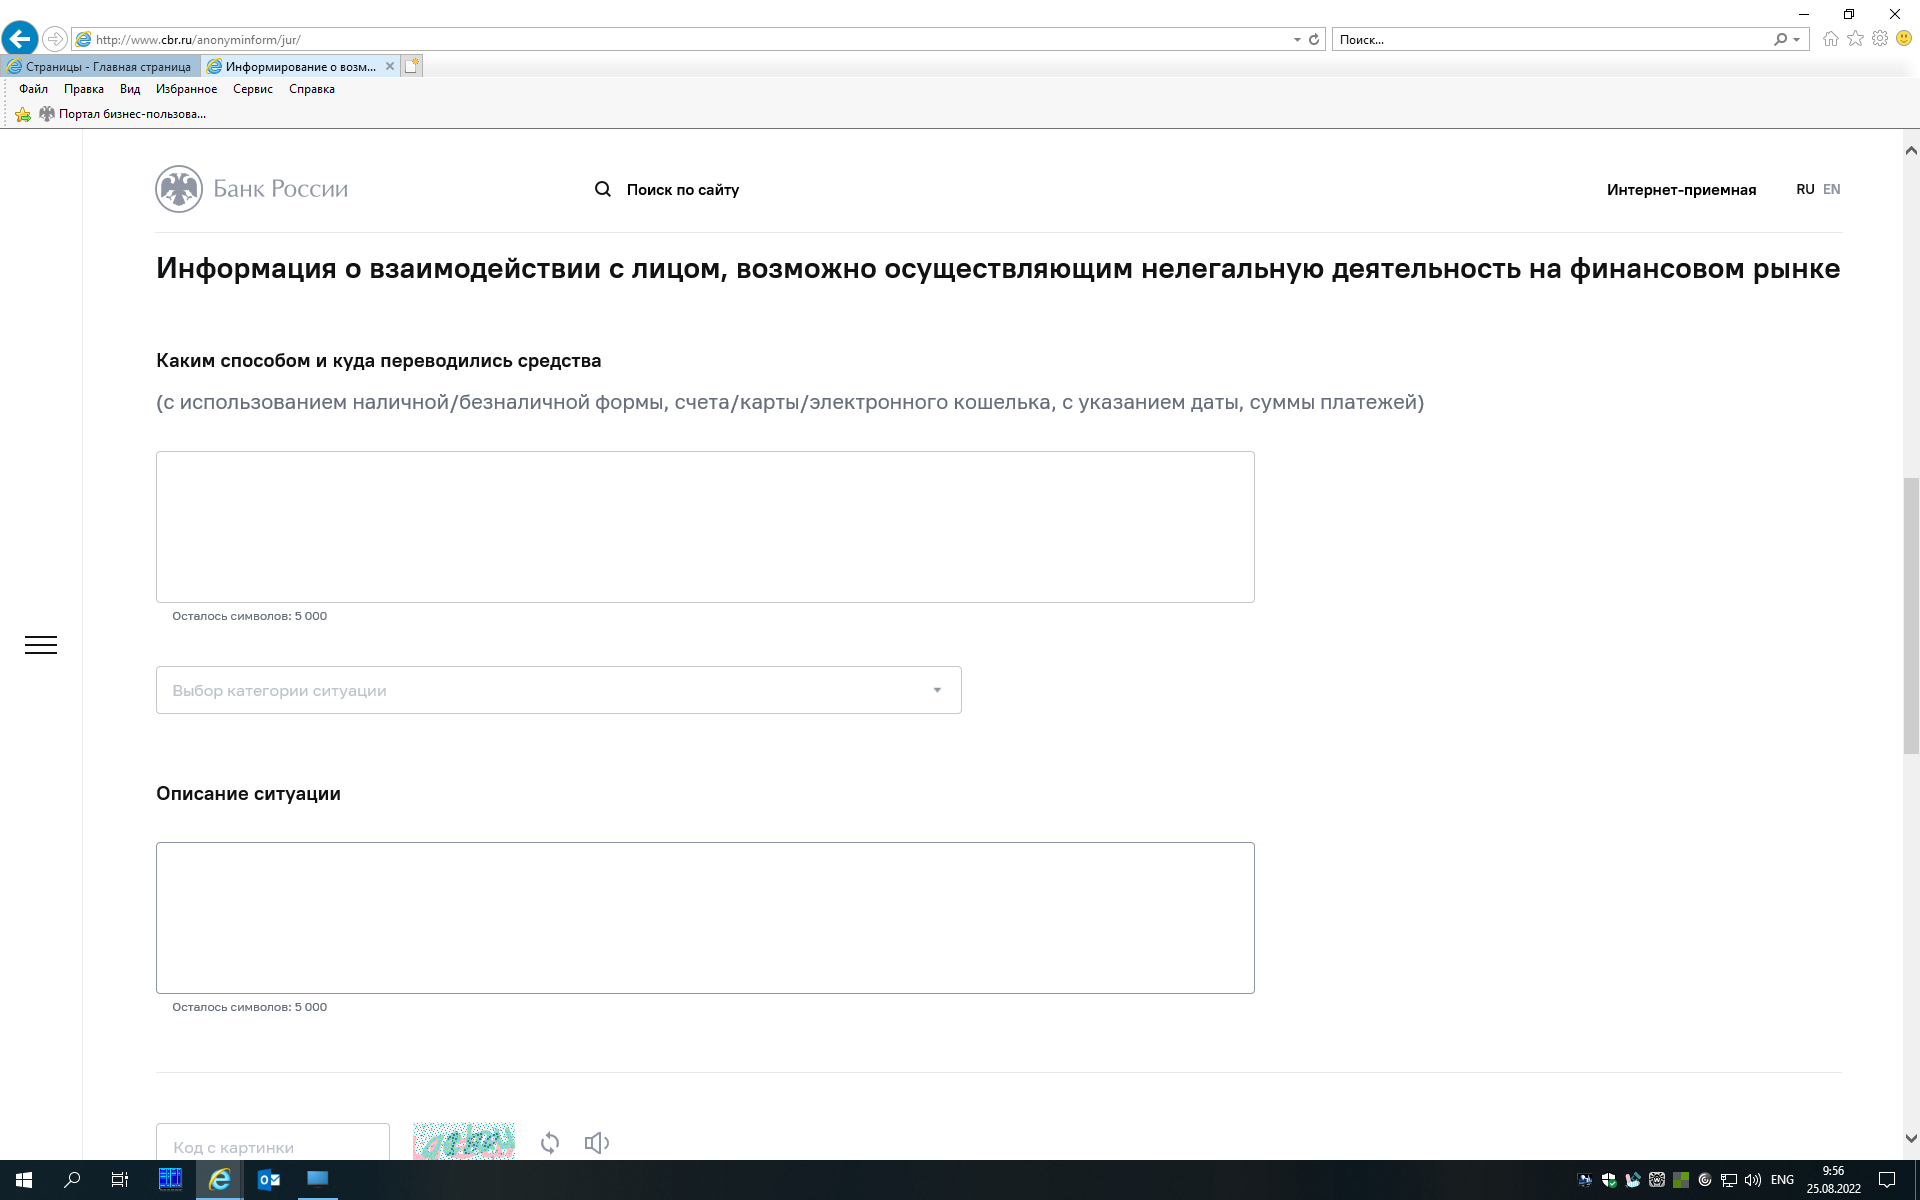 http://www.cbr.ru/anonyminform/jur/
Поиск...
Страницы - Главная страница
Информирование о возм...
Файл Правка Вид Избранное Сервис Справка
Портал бизнес-пользова...
Банк России
Поиск по сайту
Интернет-приемная
RU EN
Информация о взаимодействии с лицом, возможно осуществляющим нелегальную деятельность на финансовом рынке
Каким способом и куда переводились средства
(с использованием наличной/безналичной формы, счета/карты/электронного кошелька, с указанием даты, суммы платежей)
Осталось символов: 5 000
Выбор категории ситуации
Описание ситуации
Осталось символов: 5 000
Код с картинки
ENG
9:56
25.08.2022